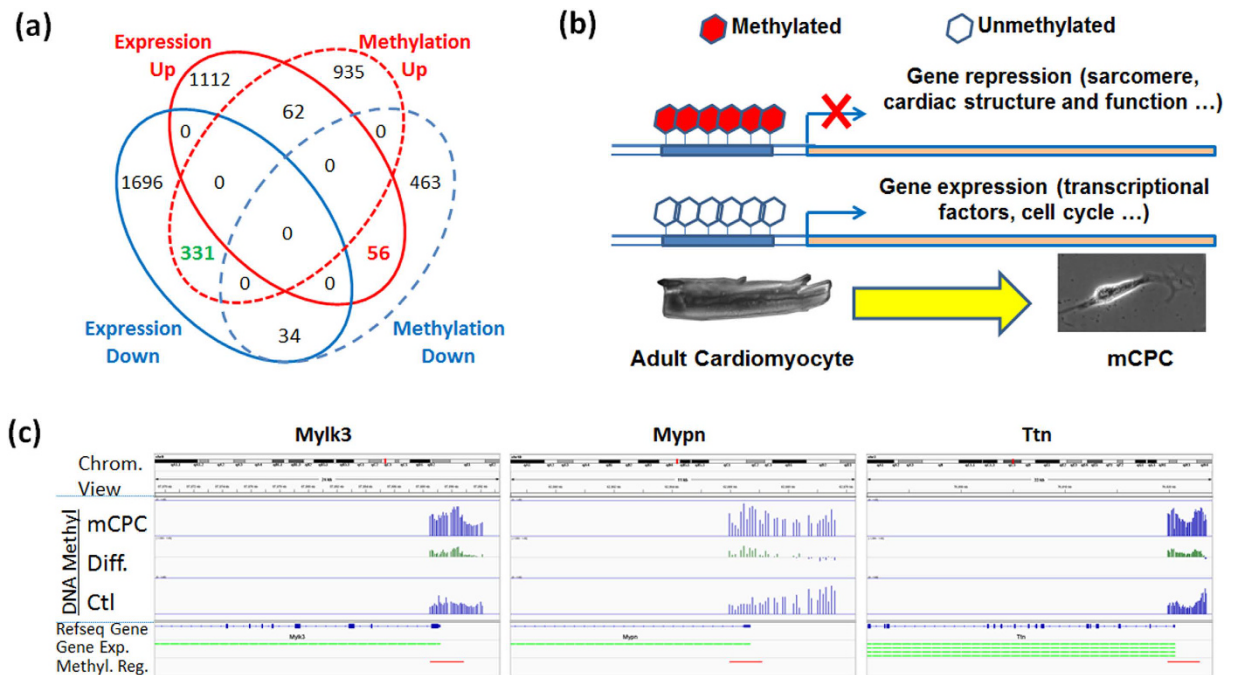 (a)
Expression
Up
Methylation
Up
1112
935
62
0
0
0
1696
0
463
0
331
56
0
0
34
Expression
Down
Methylation
Down
(b)
Methylated
Unmethylated
Gene repression (sarcomere,
cardiac structure and function ...)
Gene expression (transcriptional
factors, cell cycle ...)
Adult Cardiomyocyte
mCPC
(c)
Mylk3
Mypn
Ttn
Chrom.
View
DNA Methyl
mCPC
Diff.
Ctl
Refseq Gene
Gene Exp.
Methyl. Reg.
Mylk3
Mypn
Ttn